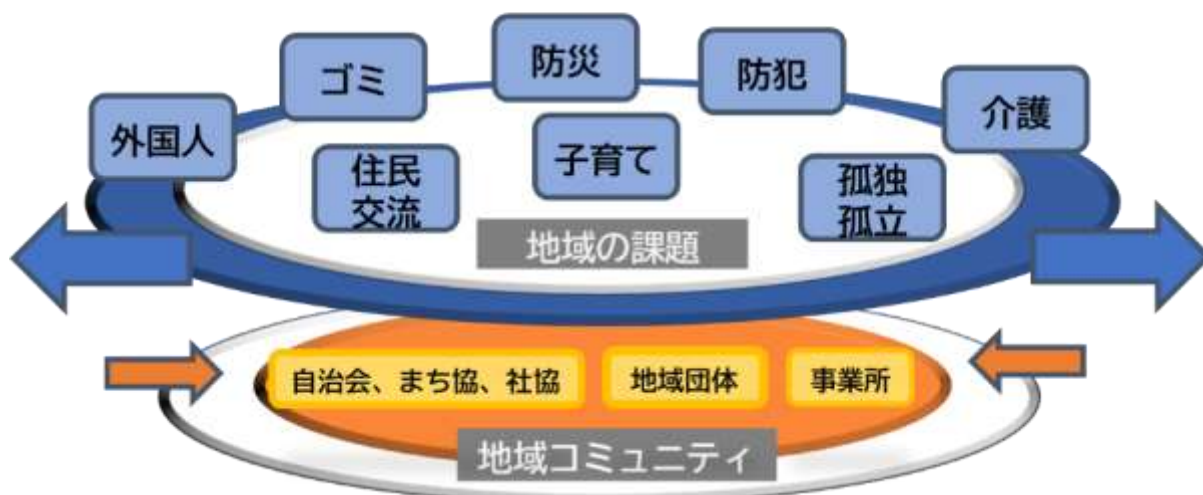 外国人
ゴミ
防災
防犯
介護
住民
交流
子育て
孤独
孤立
地域の課題
自治会、まち協、社協
地域団体
事業所
地域コミュニティ